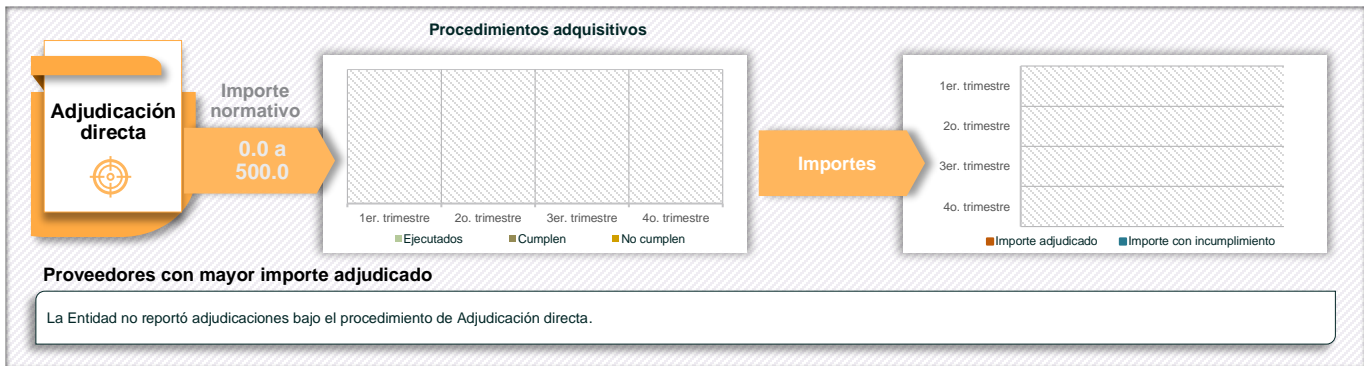 Procedimientos adquisitivos
Adjudicación
directa
Importe
normativo
0.0 a
500.0
1er. trimestre 2o. trimestre 3er. trimestre 4o. trimestre
Ejecutados Cumplen No cumplen
Importes
1er. trimestre
2o. trimestre
3er. trimestre
4o. trimestre
Importe adjudicado Importe con incumplimiento
Proveedores con mayor importe adjudicado
La Entidad no reportó adjudicaciones bajo el procedimiento de Adjudicación directa.